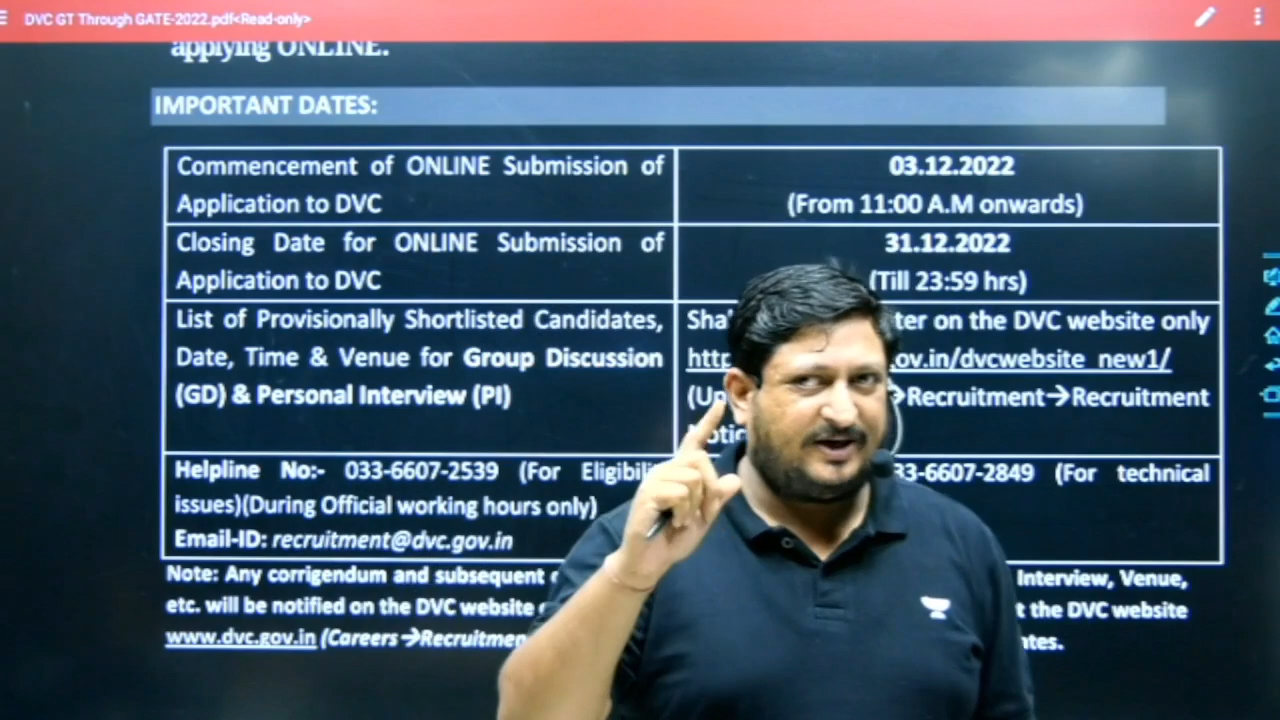 DVC GT Through GATE-2022.pdf<Read-only>
applying ONLINE.
IMPORTANT DATES:
Commencement of ONLINE Submission of Application to DVC
03.12.2022
(From 11:00 A.M onwards)
Closing Date for ONLINE Submission of Application to DVC
31.12.2022
(Till 23:59 hrs)
List of Provisionally Shortlisted Candidates,
Date, Time & Venue for Group Discussion
(GD) & Personal Interview (PI)
on the DVC website only
ov.in/dvcwebsite_new1/
→Recruitment→Recruitment
Helpline No:- 033-6607-2539 (For 33-6607-2849 (For technical
issues)(During Official working hours only)
Email-ID: recruitment@dvc.gov.in
Note: Any corrigendum and subsequent Interview, Venue,
etc. will be notified on the DVC website the DVC website
www.dvc.gov.in (Careers →